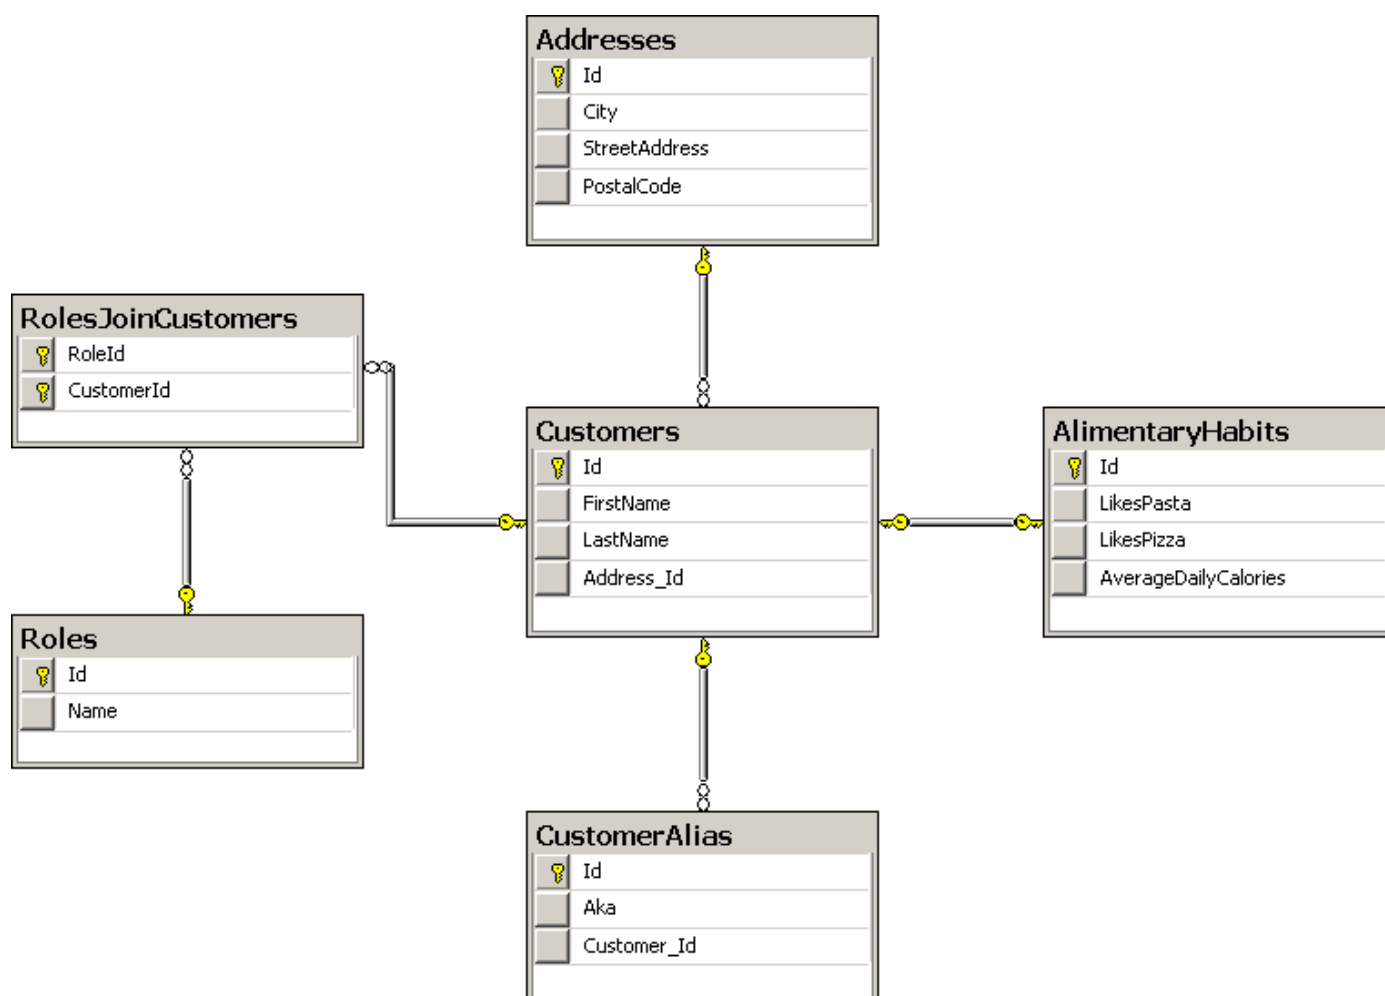 Addresses
Id
City
StreetAddress
PostalCode
RolesJoinCustomers
RoleId
CustomerId
Customers
Id
FirstName
LastName
Address_Id
AlimentaryHabits
Id
LikesPasta
LikesPizza
AverageDailyCalories
Roles
Id
Name
CustomerAlias
Id
Aka
Customer_Id